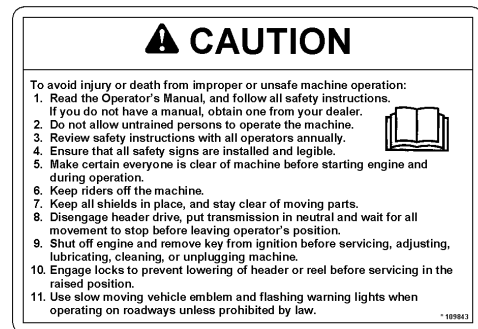 CAUTION
To avoid injury or death from improper or unsafe machine operation:
1. Read the Operator's Manual, and follow all safety instructions.
If you do not have a manual, obtain one from your dealer.
2. Do not allow untrained persons to operate the machine.
3. Review safety instructions with all operators annually.
4. Ensure that all safety signs are installed and legible.
5. Make certain everyone is clear of machine before starting engine and
during operation.
6. Keep riders off the machine.
7. Keep all shields in place, and stay clear of moving parts.
8. Disengage header drive, put transmission in neutral and wait for all
movement to stop before leaving operator's position.
9. Shut off engine and remove key from ignition before servicing, adjusting,
lubricating, cleaning, or unplugging machine.
10. Engage locks to prevent lowering of header or reel before servicing in the
raised position.
11. Use slow moving vehicle emblem and flashing warning lights when
operating on roadways unless prohibited by law.
*109843